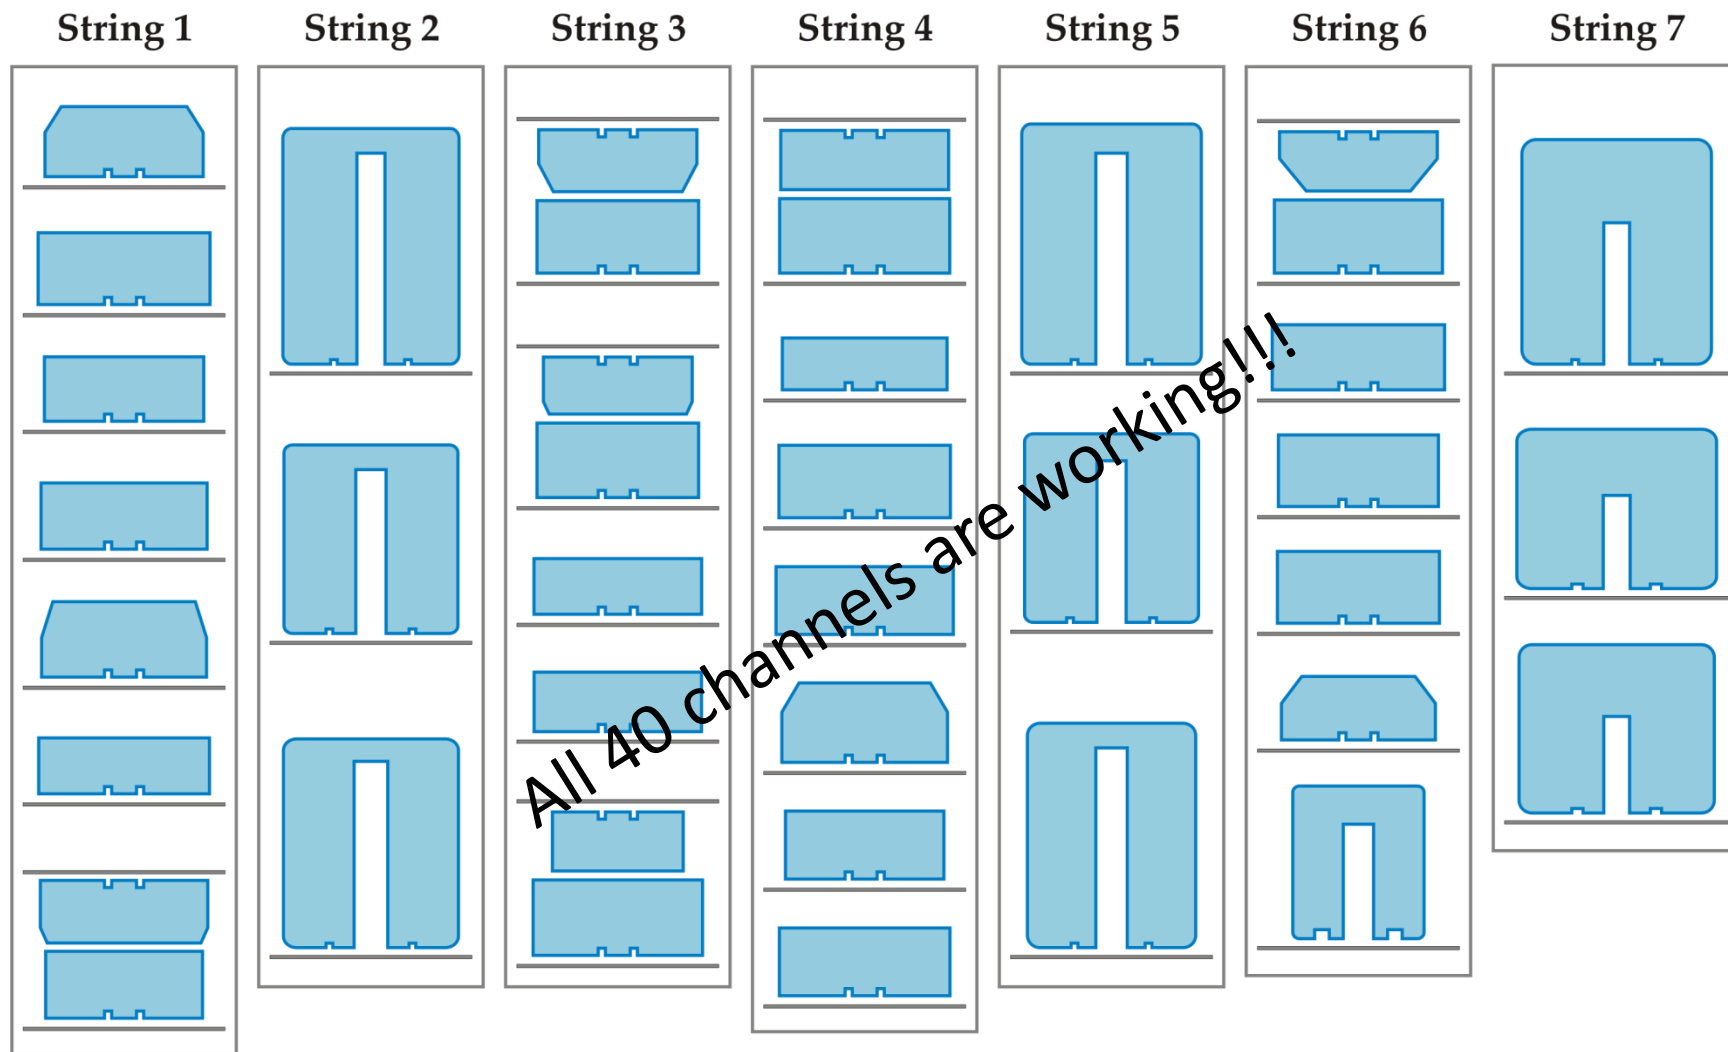 String 1
String 2
String 3
String 4
String 5
String 6
String 7
All 40 channels are working!!!